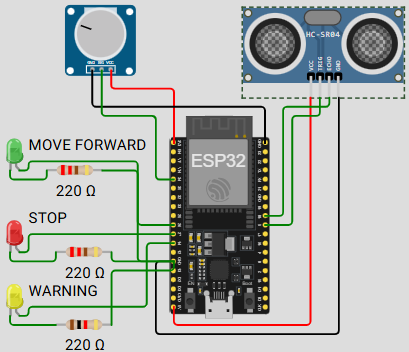 GND SIG VCC
HC-SR04
VCC
TRIG
ECHO
GND
MOVE FORWARD
ESP32
220 Ω
STOP
220 Ω
WARNING
220 Ω